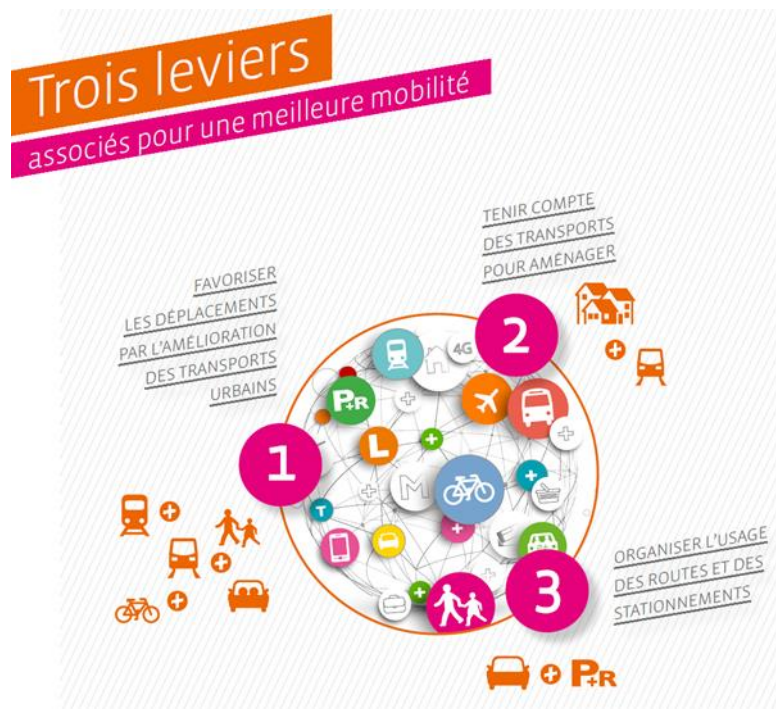 Trois leviers
associés pour une meilleure mobilité
FAVORISER
LES DÉPLACEMENTS
PAR L'AMÉLIORATION
DES TRANSPORTS
URBAINS
1
TENIR COMPTE
DES TRANSPORTS
POUR AMÉNAGER
2
4G
P+R
L
M
T
3
ORGANISER L'USAGE
DES ROUTES ET DES
STATIONNEMENTS
P+R